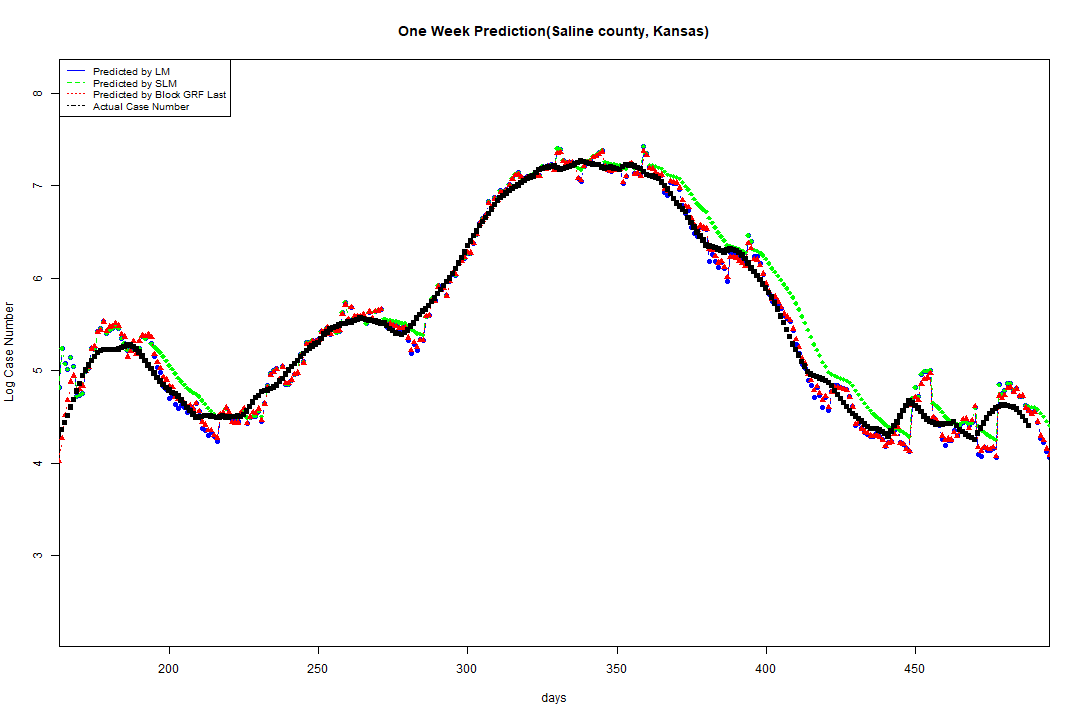 One Week Prediction(Saline county, Kansas)
Predicted by LM
Predicted by SLM
Predicted by Block GRF Last
Actual Case Number
8
7
6
5
4
3
Log Case Number
200 250 300 350 400 450
days